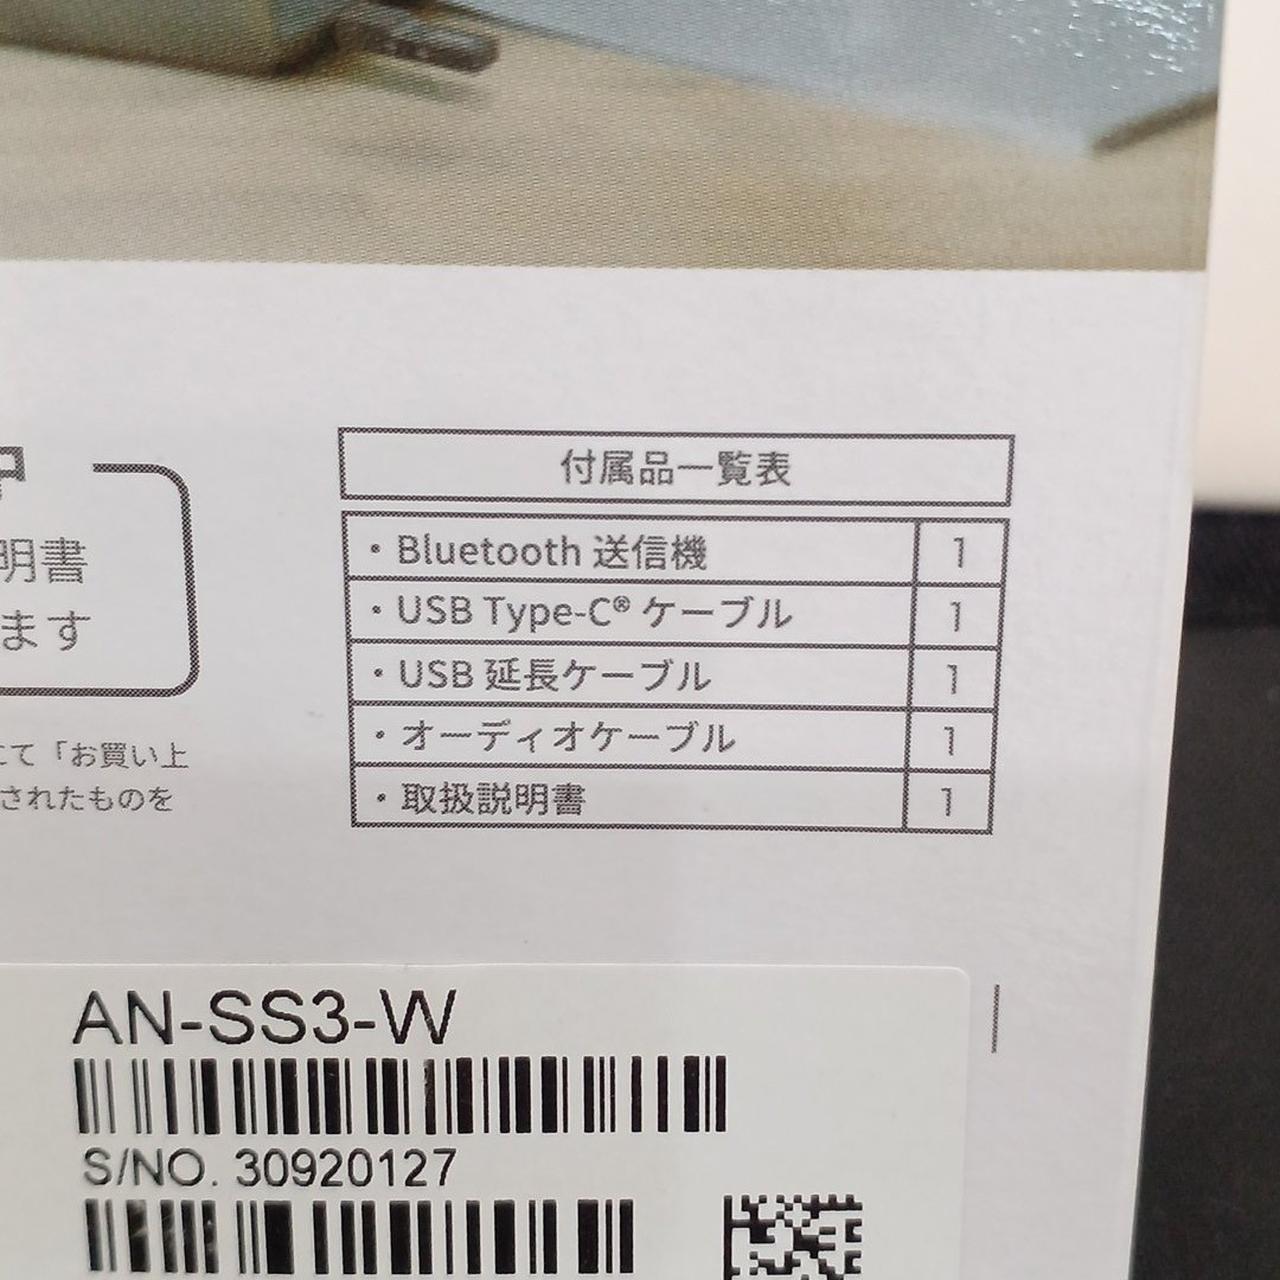 明書
ます
にて「お買い上
されたものを
付属品一覧表
・Bluetooth 送信機 1
・USB Type-C® ケーブル 1
・USB 延長ケーブル 1
・オーディオケーブル 1
・取扱説明書 1
AN-SS3-W
S/NO. 30920127